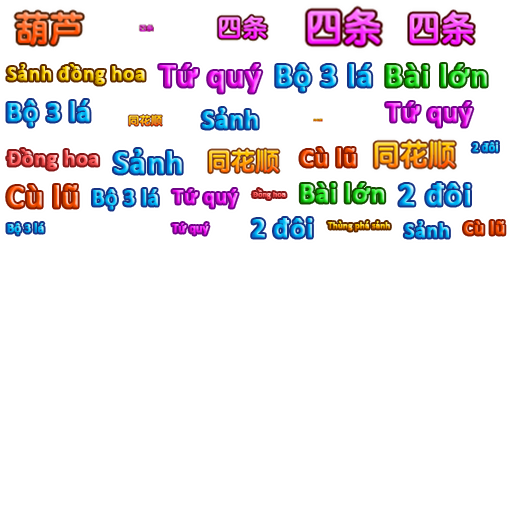 葫芦 四条 四条 四条
Sảnh đồng hoa Tứ quý Bộ 3 lá Bài lớn
Bộ 3 lá 同花顺 Sảnh Tứ quý
Đồng hoa Sảnh 同花顺 Cù lũ 同花顺 2 đôi
Cù lũ Bộ 3 lá Tứ quý Đồng hoa Bài lớn 2 đôi
Bộ 3 lá Tứ quý 2 đôi Thùng phá sảnh Sảnh Cù lũ